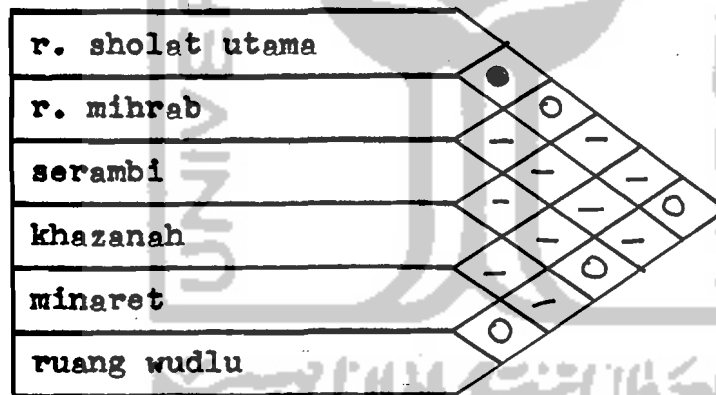 r. sholat utama
r. mihrab
serambi
khazanah
minaret
ruang wudlu